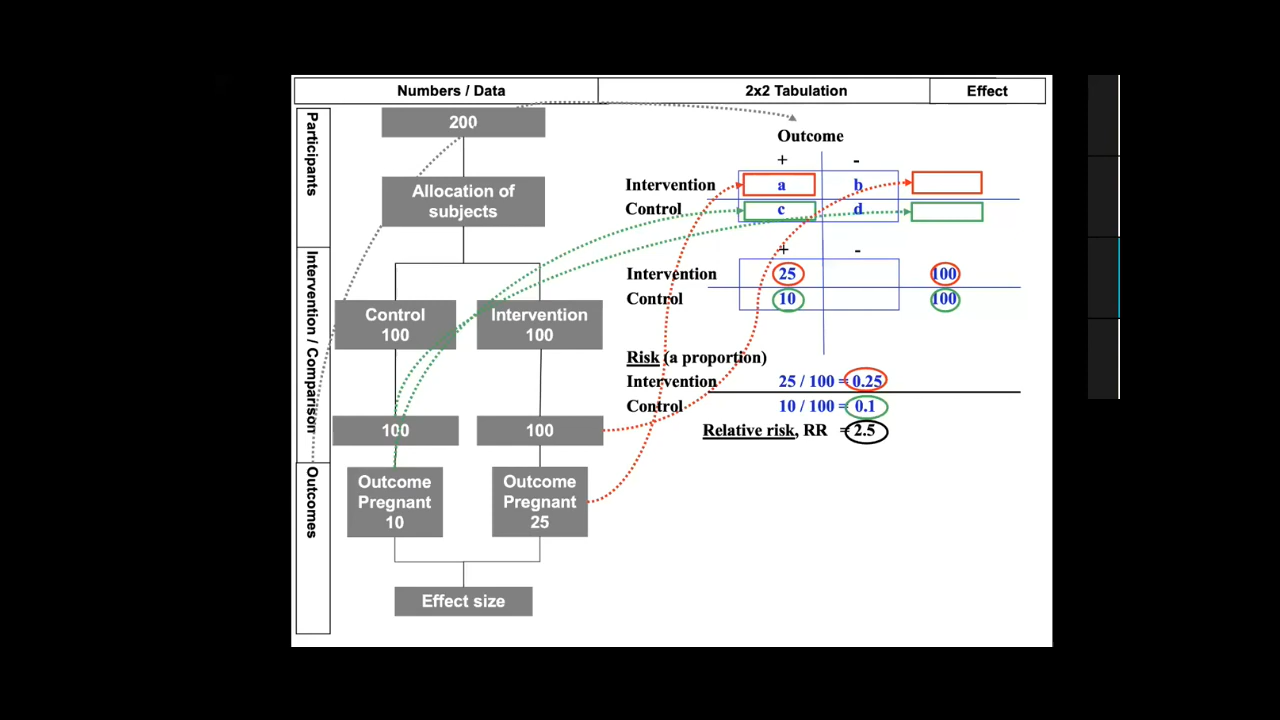 Numbers / Data
2x2 Tabulation
Effect
Participants
200
Allocation of
subjects
Intervention / Comparison
Control
100
Intervention
100
100
100
Outcomes
Outcome
Pregnant
10
Outcome
Pregnant
25
Effect size
Outcome
+ -
Intervention a b
Control c d
+ -
Intervention 25 100
Control 10 100
Risk (a proportion)
Intervention 25 / 100 = 0.25
Control 10 / 100 = 0.1
Relative risk, RR = 2.5